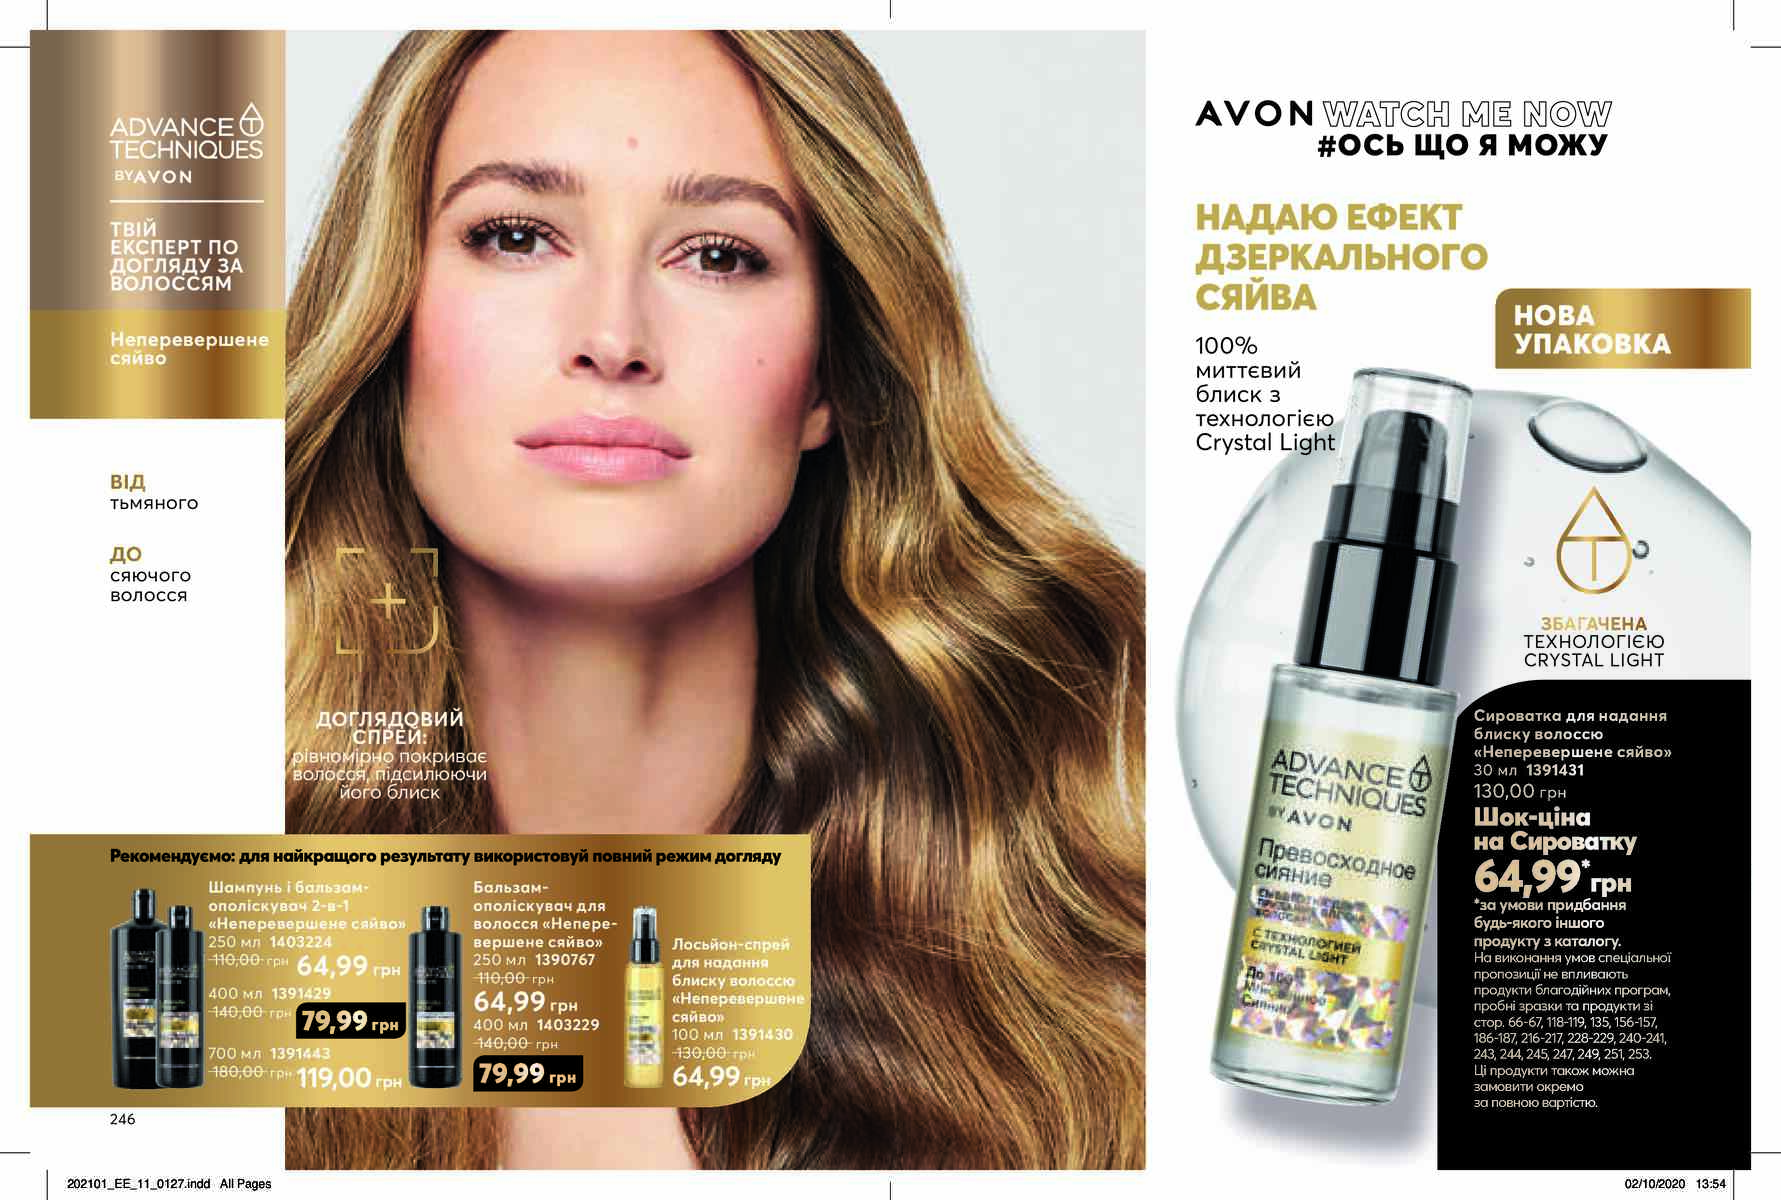 ADVANCE
TECHNIQUES
BY AVON
ТВІЙ
ЕКСПЕРТ ПО
ДОГЛЯДУ ЗА
ВОЛОССЯМ
Неперевершене
сяйво
ВІД
тьмяного
ДО
сяючого
волосся
ДОГЛЯДОВИЙ
СПРЕЙ:
рівномірно покриває
волосся, підсилюючи
його блиск
Рекомендуємо: для найкращого результату використовуй повний режим догляду
Шампунь і бальзам-
ополіскувач 2-в-1
«Неперевершене сяйво»
250 мл 1403224
110,00 грн 64,99 грн
400 мл 1391429
140,00 грн 79,99 грн
700 мл 1391443
180,00 грн 119,00 грн
Бальзам-
ополіскувач для
волосся «Непере-
вершене сяйво»
250 мл 1390767
110,00 грн
64,99 грн
400 мл 1403229
140,00 грн
79,99 грн
Лосьйон-спрей
для надання
блиску волоссю
«Неперевершене
сяйво»
100 мл 1391430
130,00 грн
64,99 грн
246
AVON WATCH ME NOW
#ОСЬ ЩО Я МОЖУ
НАДАЮ ЕФЕКТ
ДЗЕРКАЛЬНОГО
СЯЙВА
100%
миттєвий
блиск з
технологією
Crystal Light
НОВА
УПАКОВКА
ЗБАГАЧЕНА
ТЕХНОЛОГІЄЮ
CRYSTAL LIGHT
ADVANCE
TECHNIQUES
BY AVON
Превосходное
сияние
С ТЕХНОЛОГИЕЙ
CRYSTAL LIGHT
Сироватка для надання
блиску волоссю
«Неперевершене сяйво»
30 мл 1391431
130,00 грн
Шок-ціна
на Сироватку
64,99* грн
*за умови придбання
будь-якого іншого
продукту з каталогу.
На виконання умов спеціальної
пропозиції не впливають
продукти благодійних програм,
пробні зразки та продукти зі
стор. 66-67, 118-119, 135, 156-157,
186-187, 216-217, 228-229, 240-241,
243, 244, 245, 247, 249, 251, 253.
Ці продукти також можна
замовити окремо
за повною вартістю.
202101_EE_11_0127.indd All Pages
02/10/2020 13:54